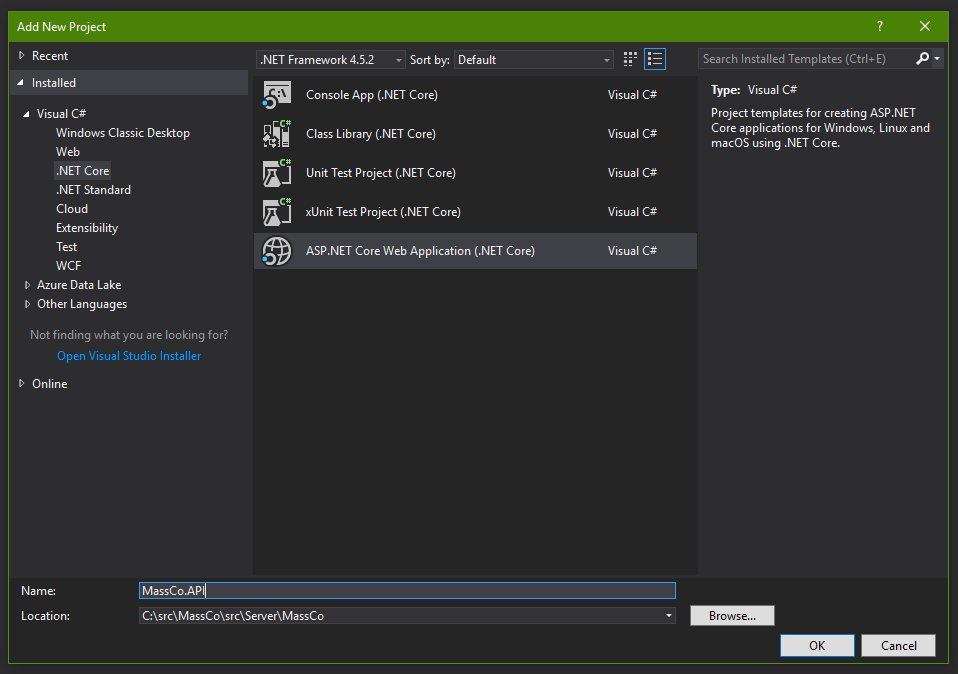 Add New Project
?
Recent
Installed
Visual C#
Windows Classic Desktop
Web
.NET Core
.NET Standard
Cloud
Extensibility
Test
WCF
Azure Data Lake
Other Languages
Not finding what you are looking for?
Open Visual Studio Installer
Online
.NET Framework 4.5.2
Sort by: Default
Console App (.NET Core) Visual C#
Class Library (.NET Core) Visual C#
Unit Test Project (.NET Core) Visual C#
xUnit Test Project (.NET Core) Visual C#
ASP.NET Core Web Application (.NET Core) Visual C#
Search Installed Templates (Ctrl+E)
Type: Visual C#
Project templates for creating ASP.NET
Core applications for Windows, Linux and
macOS using .NET Core.
Name: MassCo.API
Location: C:\src\MassCo\src\Server\MassCo
Browse...
OK Cancel